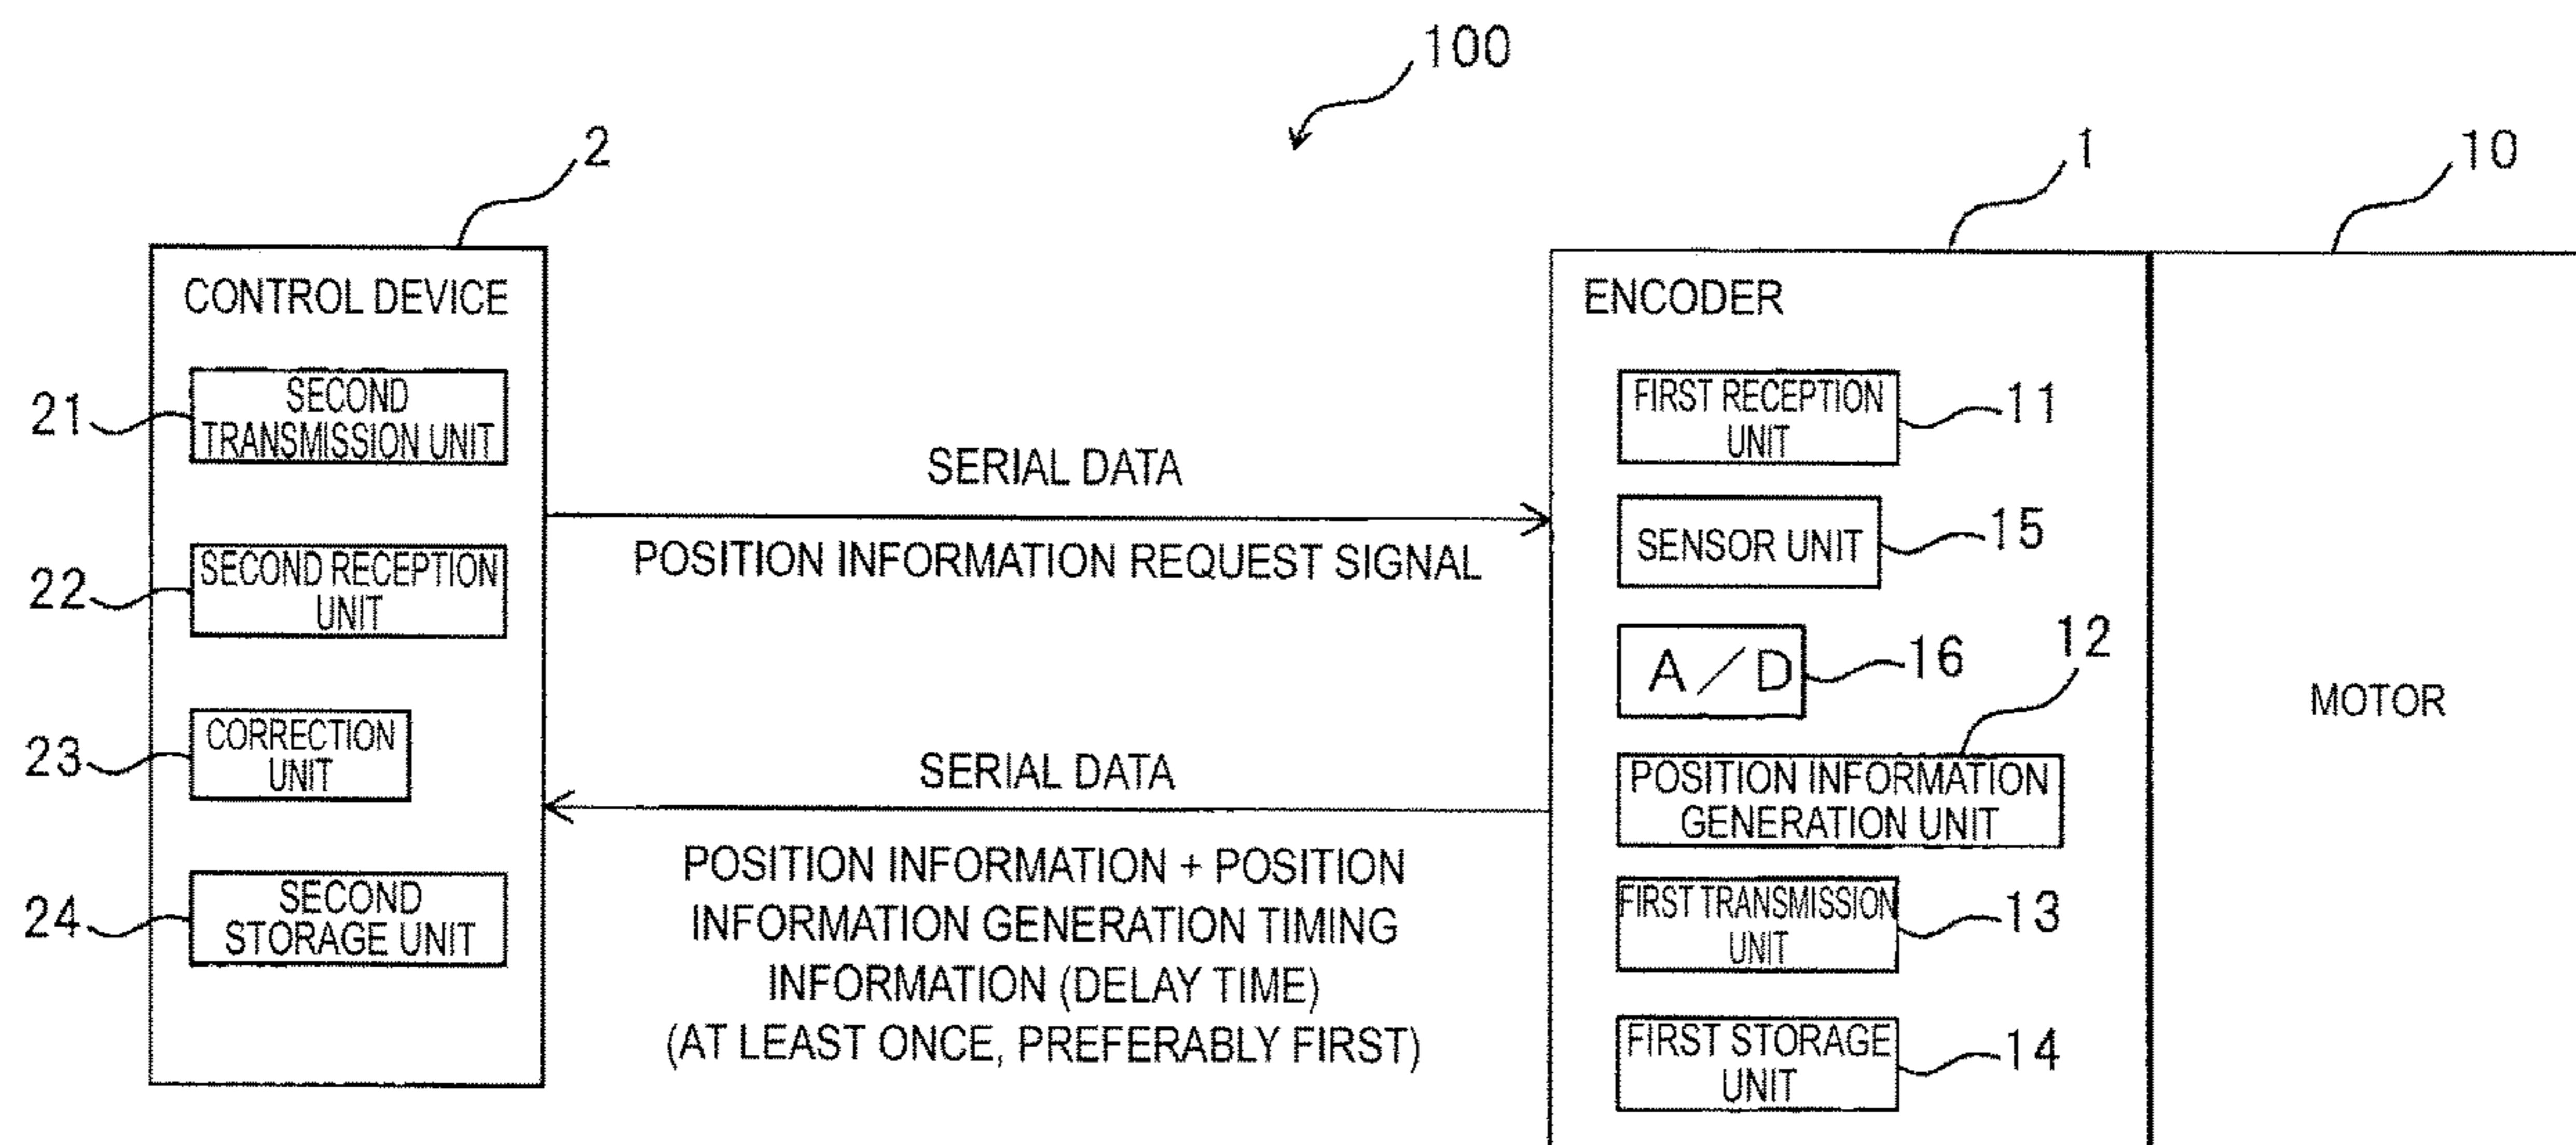 100
2
1
10
CONTROL DEVICE
21
SECOND
TRANSMISSION UNIT
22
SECOND RECEPTION
UNIT
23
CORRECTION
UNIT
24
SECOND
STORAGE UNIT
SERIAL DATA
POSITION INFORMATION REQUEST SIGNAL
SERIAL DATA
POSITION INFORMATION + POSITION
INFORMATION GENERATION TIMING
INFORMATION (DELAY TIME)
(AT LEAST ONCE, PREFERABLY FIRST)
ENCODER
FIRST RECEPTION
UNIT
11
SENSOR UNIT
15
A/D
16
12
POSITION INFORMATION
GENERATION UNIT
FIRST TRANSMISSION
UNIT
13
FIRST STORAGE
UNIT
14
MOTOR